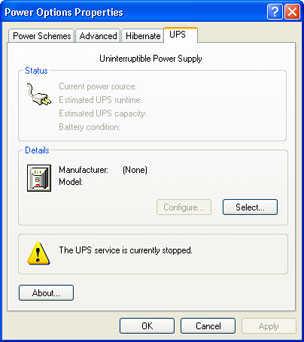 Power Options Properties
Power Schemes Advanced Hibernate UPS
Uninterruptible Power Supply
Status
Current power source:
Estimated UPS runtime:
Estimated UPS capacity:
Battery condition:
Details
Manufacturer: (None)
Model:
Configure... Select...
The UPS service is currently stopped.
About...
OK Cancel Apply